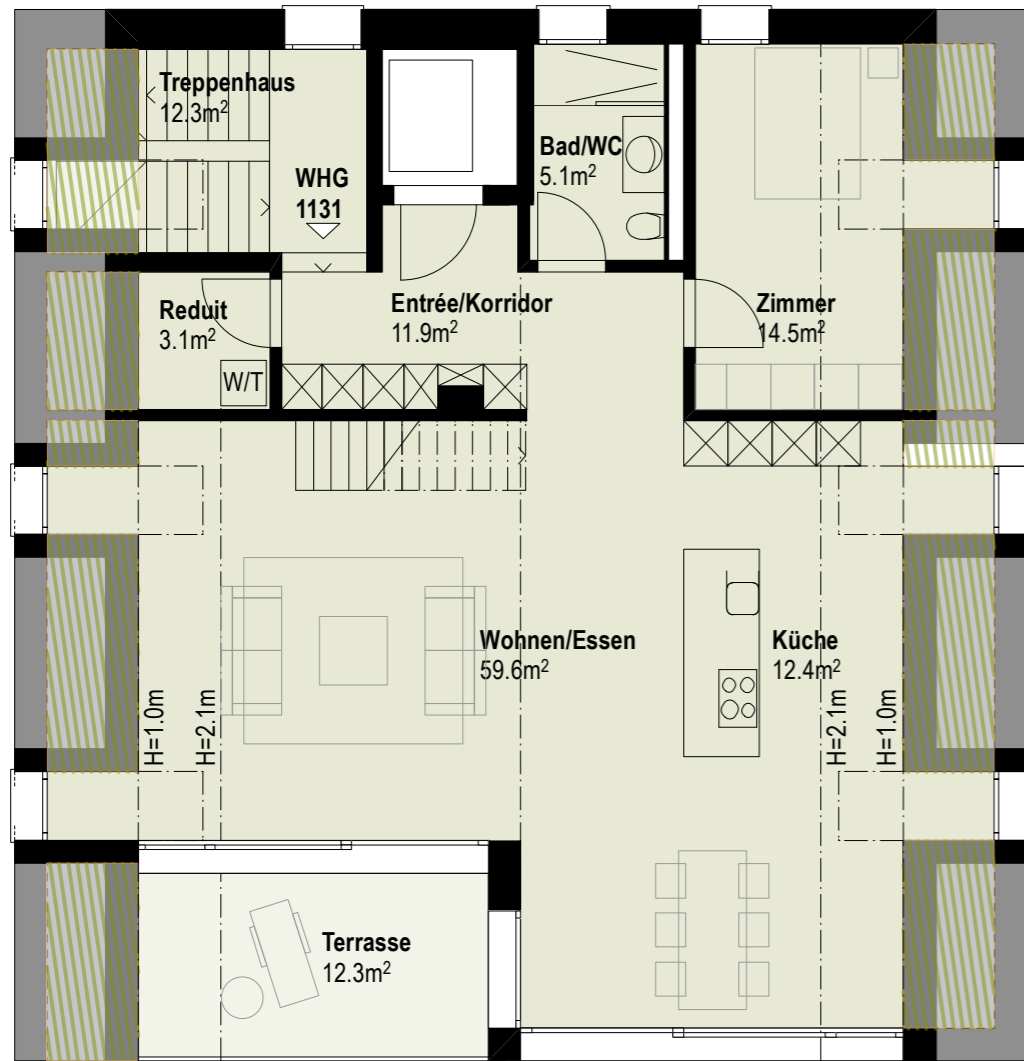 Treppenhaus
12.3m²
WHG
1131
Bad/WC
5.1m²
Reduit
3.1m²
W/T
Entrée/Korridor
11.9m²
Zimmer
14.5m²
Wohnen/Essen
59.6m²
Küche
12.4m²
H=1.0m
H=2.1m
H=2.1m
H=1.0m
Terrasse
12.3m²